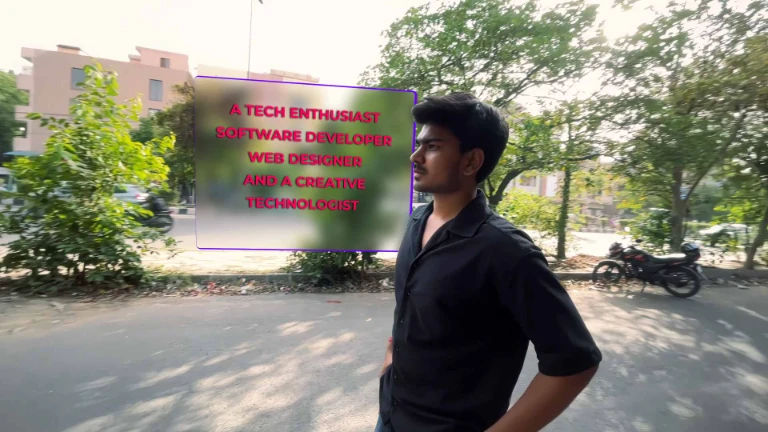 A TECH ENTHUSIAST
SOFTWARE DEVELOPER
WEB DESIGNER
AND A CREATIVE
TECHNOLOGIST